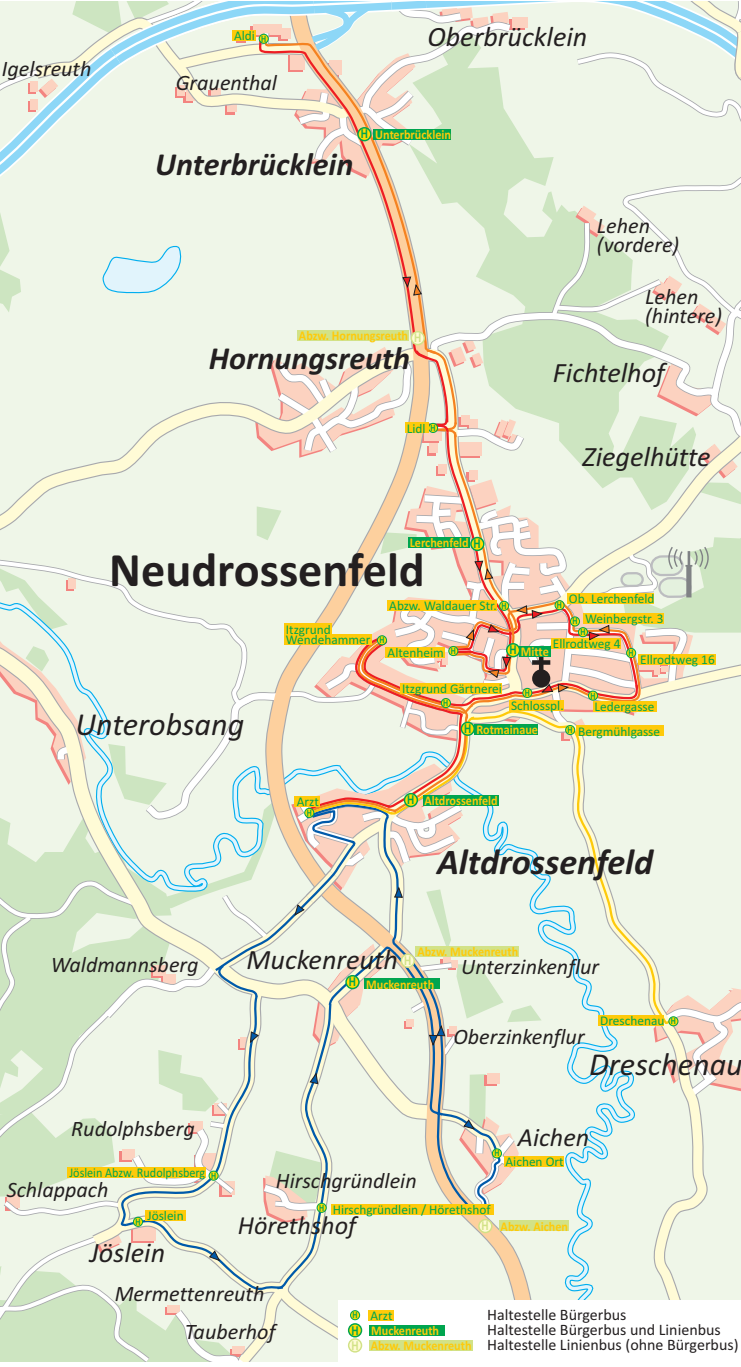 Aldi
Oberbrücklein
Igelsreuth
Grauenthal
Unterbrücklein
Unterbrücklein
Lehen
(vordere)
Lehen
(hintere)
Abzw. Hornungsreuth
Hornungsreuth
Fichtelhof
Lidl
Ziegelhütte
Lerchenfeld
Neudrossenfeld
Ob. Lerchenfeld
Abzw. Waldauer Str.
Weinbergstr. 3
Itzgrund
Wendehammer
Ellrodtweg 4
Altenheim
Mitte
Ellrodtweg 16
Itzgrund Gärtnerei
Schlosspl.
Ledergasse
Unterobsang
Rotmainaue
Bergmühlgasse
Arzt
Altdrossenfeld
Altdrossenfeld
Abzw. Muckenreuth
Waldmannsberg
Muckenreuth
Unterzinkenflur
Muckenreuth
Dreschenau
Oberzinkenflur
Dreschenau
Rudolphsberg
Aichen
Aichen Ort
Jöslein Abzw. Rudolphsberg
Schlappach
Hirschgründlein
Hirschgründlein / Hörethshof
Jöslein
Hörethshof
Abzw. Aichen
Jöslein
Mermettenreuth
Tauberhof
H Arzt Haltestelle Bürgerbus
H Muckenreuth Haltestelle Bürgerbus und Linienbus
H Abzw. Muckenreuth Haltestelle Linienbus (ohne Bürgerbus)